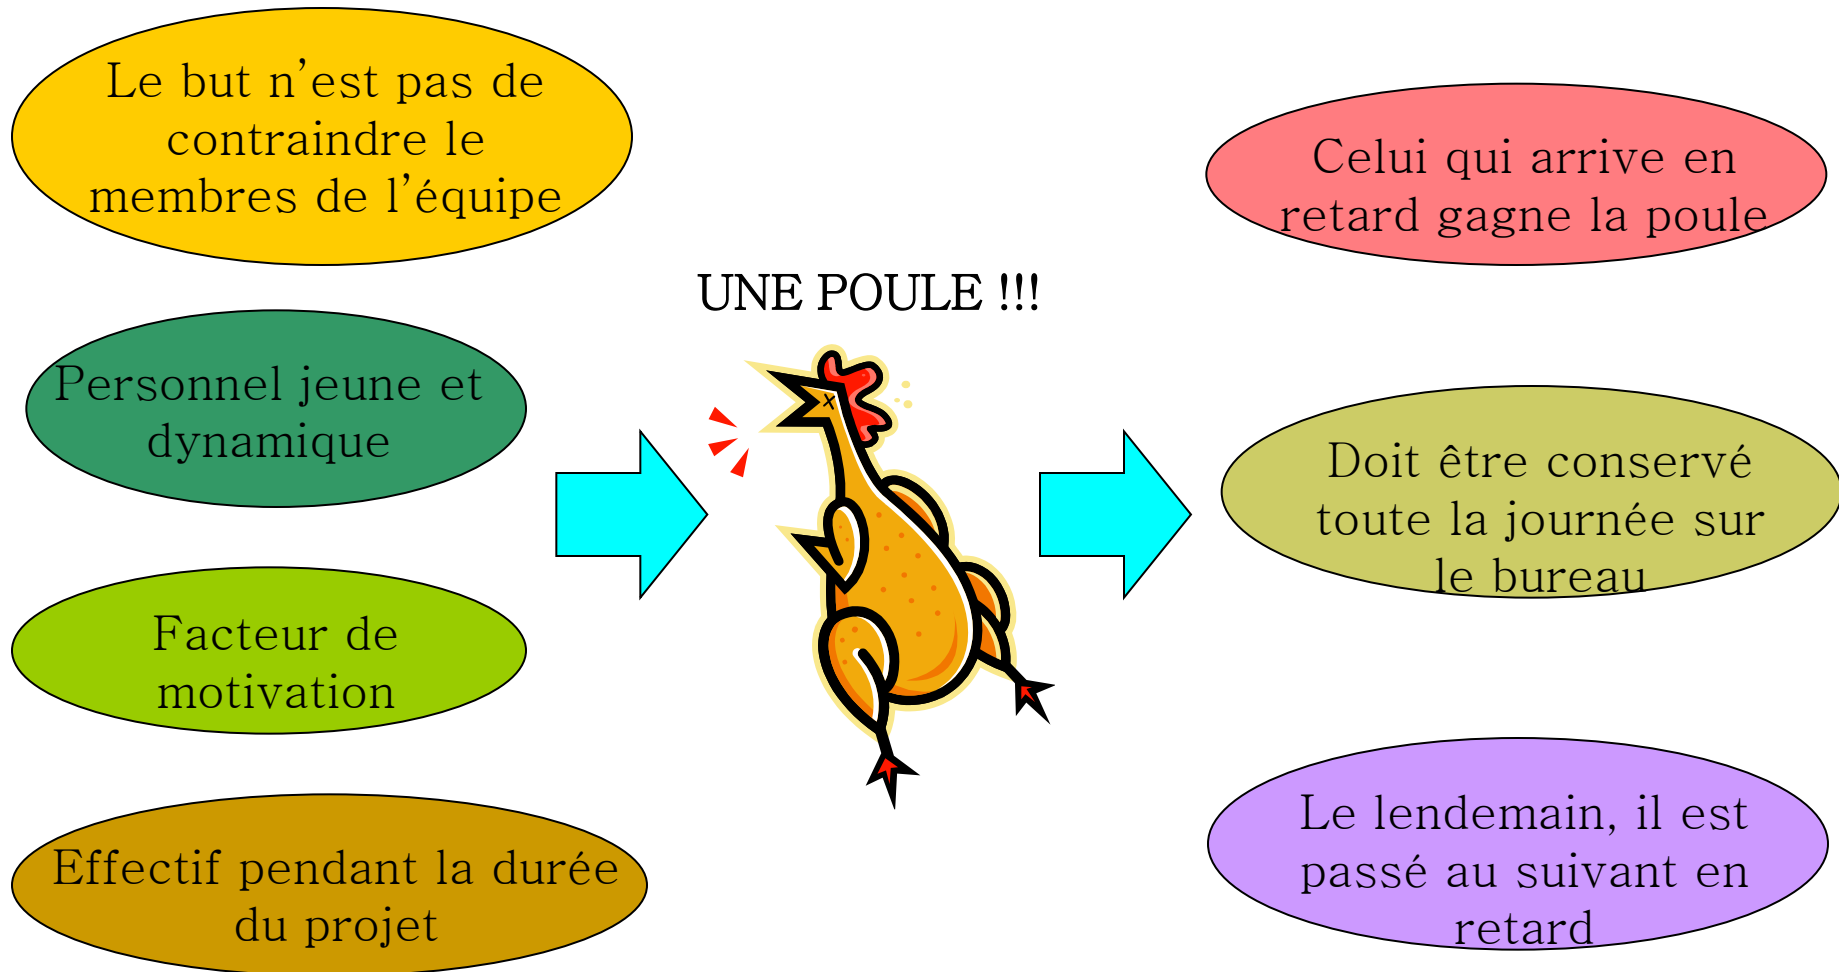 Le but n’est pas de
contraindre le
membres de l’équipe
Personnel jeune et
dynamique
Facteur de
motivation
Effectif pendant la durée
du projet
UNE POULE !!!
Celui qui arrive en
retard gagne la poule
Doit être conservé
toute la journée sur
le bureau
Le lendemain, il est
passé au suivant en
retard